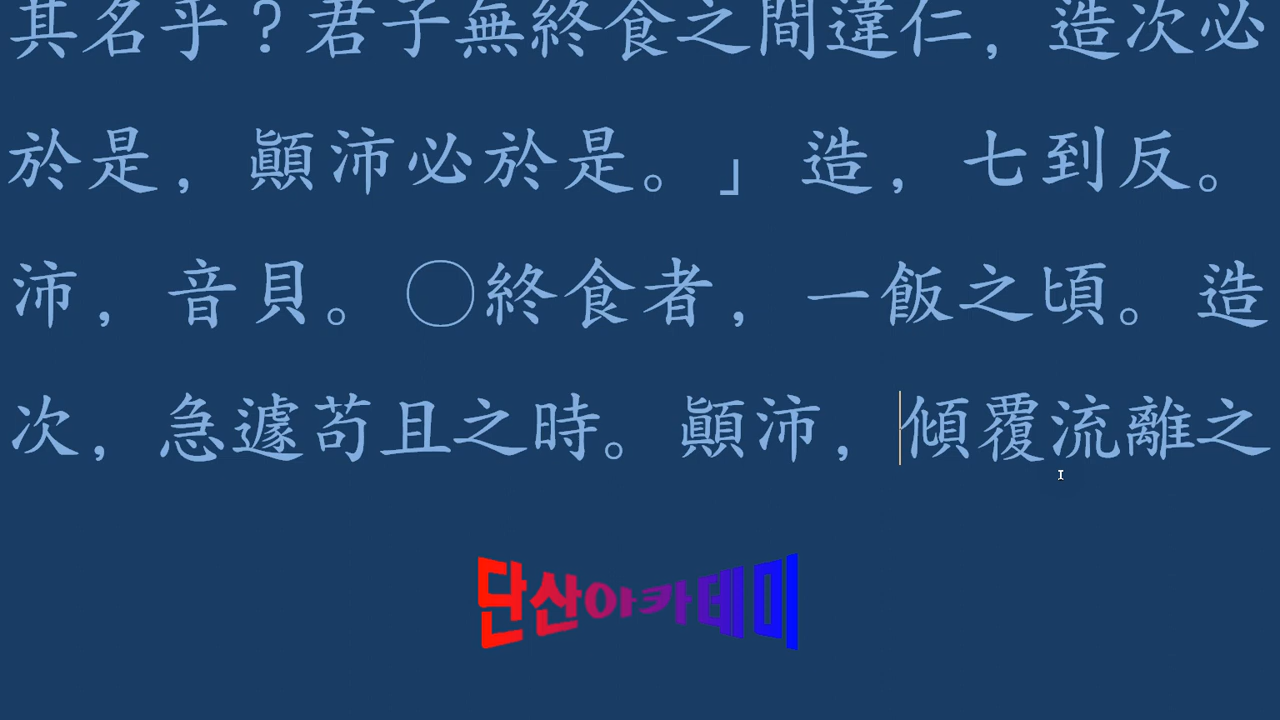 其名乎？君子無終食之間違仁，造次必
於是，顚沛必於是。」造，七到反。
沛，音貝。〇終食者，一飯之頃。造
次，急遽苟且之時。顚沛，傾覆流離之
단산아카데미